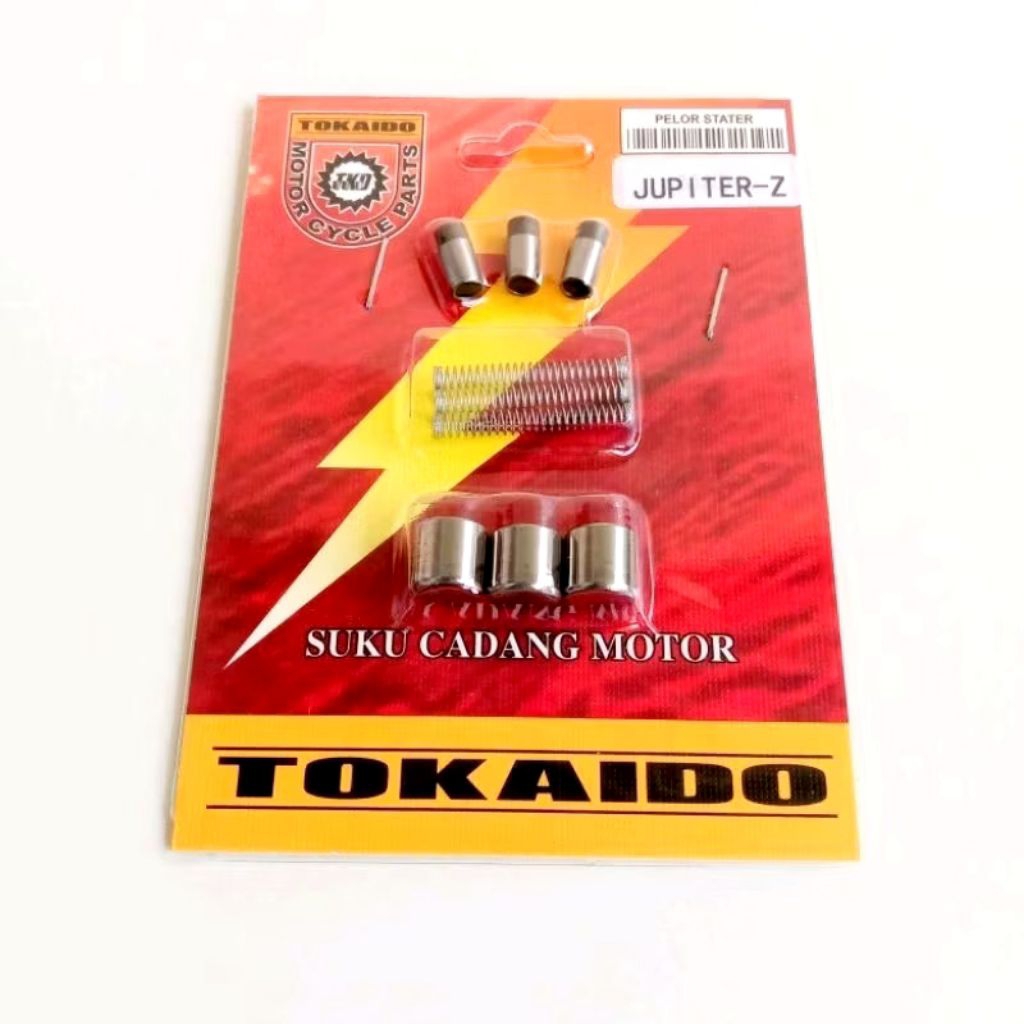 TOKAIDO
MOTOR CYCLE PARTS
TKD
PELOR STATER
JUPITER-Z
SUKU CADANG MOTOR
TOKAIDO